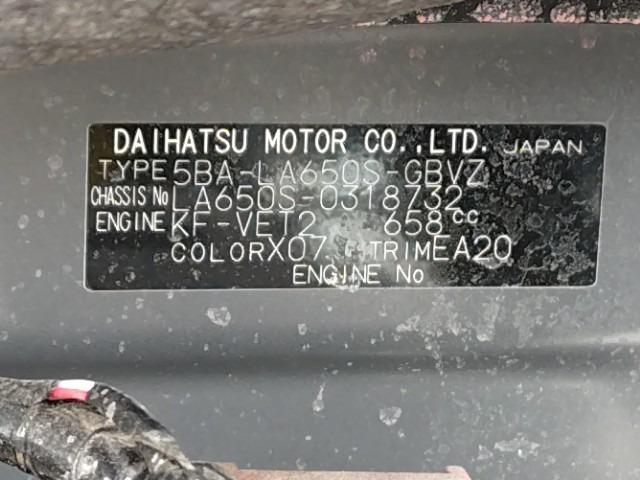 DAIHATSU MOTOR CO.,LTD. JAPAN
TYPE 5BA-LA650S-GBVZ
CHASSIS No LA650S-0318732
ENGINE KF-VET2 658cc
COLOR X07 TRIM EA20
ENGINE No